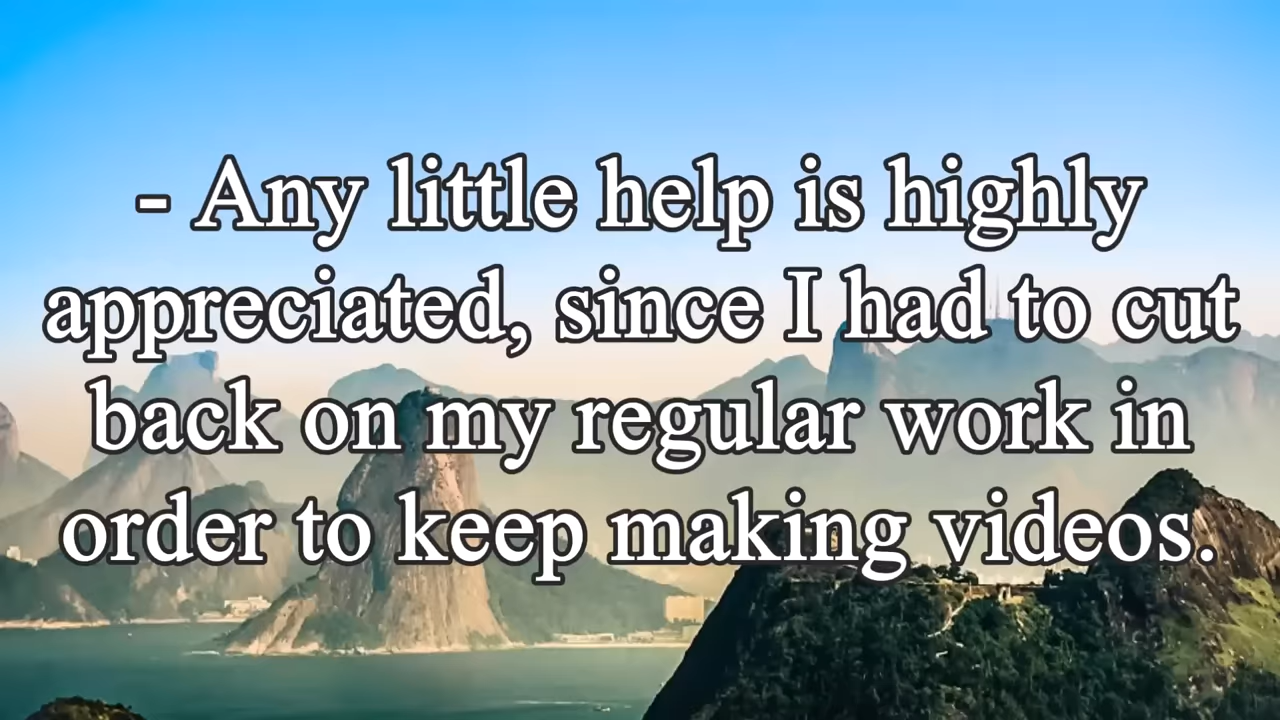 - Any little help is highly
appreciated, since I had to cut
back on my regular work in
order to keep making videos.